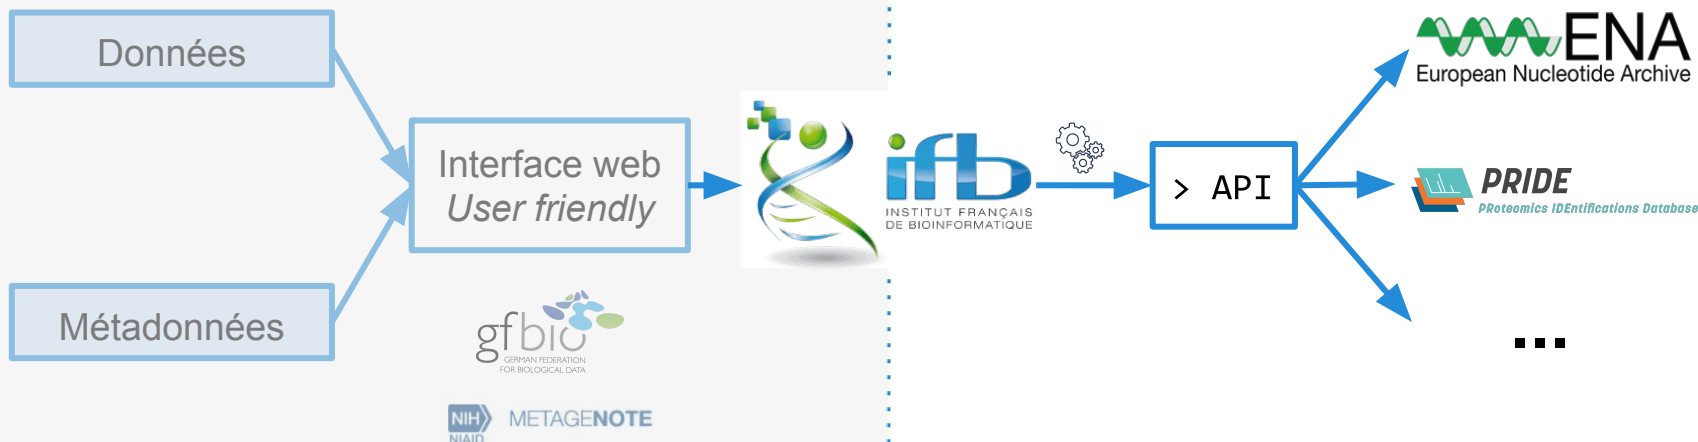 Données
Métadonnées
Interface web
User friendly
gfbio
GERMAN FEDERATION
FOR BIOLOGICAL DATA
NIH
NIAID
METAGENOTE
ifb
INSTITUT FRANÇAIS
DE BIOINFORMATIQUE
> API
ENA
European Nucleotide Archive
PRIDE
PRoteomics IDEntifications Database
...